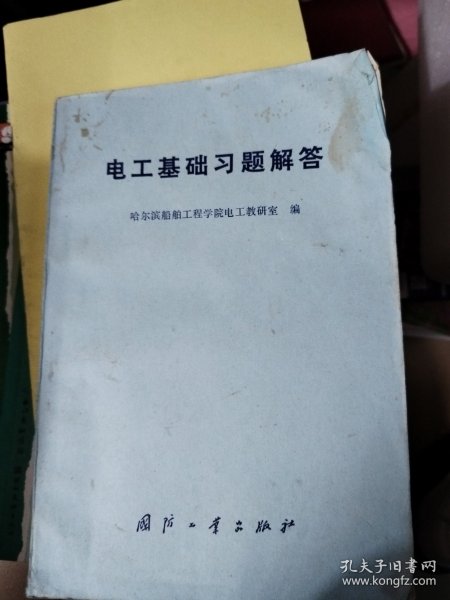 电工基础习题解答
哈尔滨船舶工程学院电工教研室 编
国防工业出版社
孔夫子旧书网
www.kongfz.com